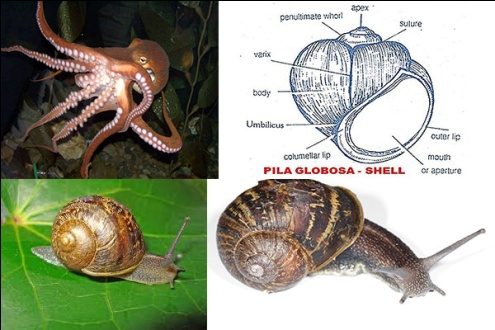 apex
penultimate whorl
suture
varix
body
Umbilicus
outer lip
columellar lip
mouth
or aperture
PILA GLOBOSA - SHELL